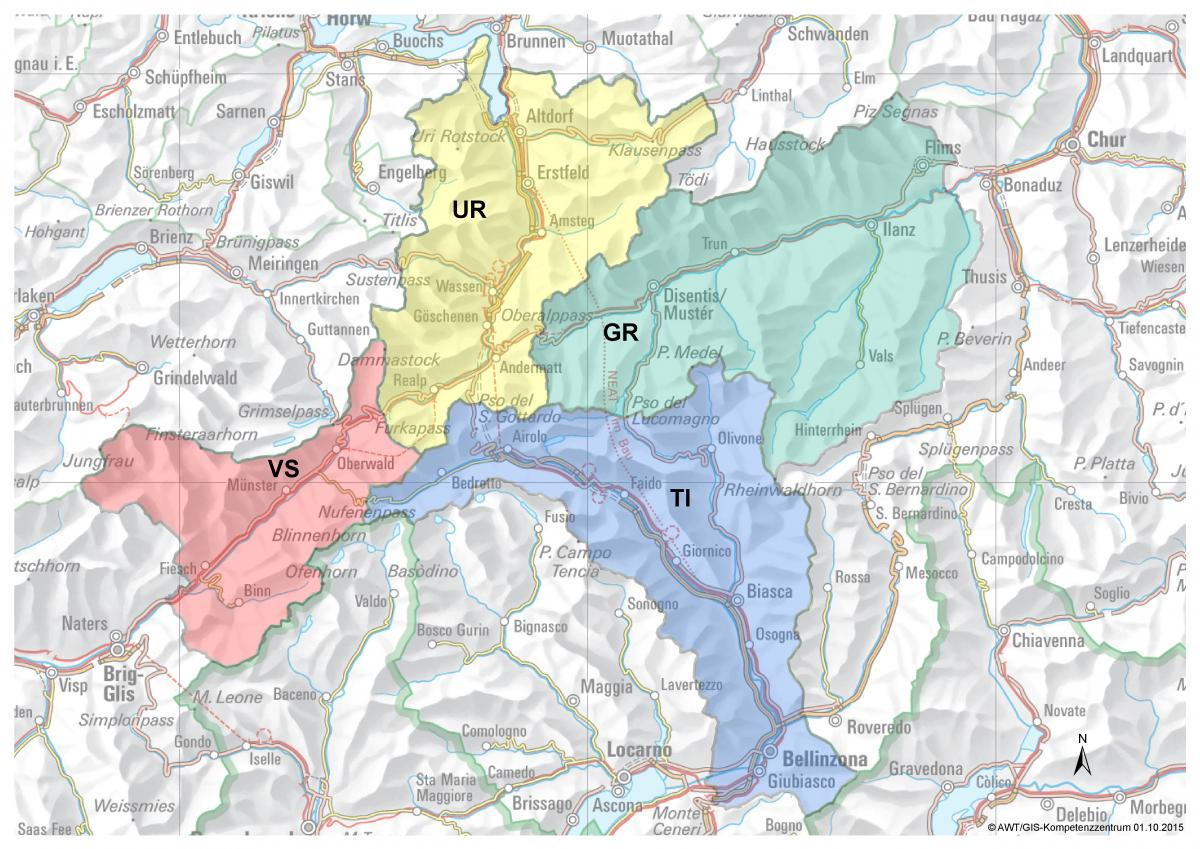 Horw
Pilatus
Entlebuch
Buochs
Brunnen
Muotathal
Schwanden
Bad Ragaz
Landquart
gnau i. E.
Schüpfheim
Stans
Elm
Linthal
Escholzmatt
Sarnen
Altdorf
Piz Segnas
Uri Rotstock
Klausenpass
Hausstock
Chur
Flims
Sörenberg
Giswil
Engelberg
Erstfeld
Tödi
Bonaduz
Brienzer Rothorn
UR
Titlis
Amsteg
Hohgant
Brienz
Brünigpass
Trun
Ilanz
Lenzerheide
Meiringen
Sustenpass
Wassen
Wiesen
Thusis
rlaken
Innertkirchen
Disentis/
Mustér
Göschenen
Oberalppass
Guttannen
GR
Tiefencaste
Wetterhorn
P. Medel
P. Beverin
Dammastock
Vals
Andeer
Savognin
ch
Grindelwald
Realp
Andermatt
NEAT im Bau
auterbrunnen
Grimselpass
Pso del
S. Gottardo
Pso del
Lucomagno
Splügen
P. d'
Finsteraarhorn
Furkapass
Airolo
Olivone
Hinterrhein
Splügenpass
Jungfrau
VS
Oberwald
P. Platta
alp
Münster
Bedretto
Faido
TI
Rheinwaldhorn
Pso del
S. Bernardino
S. Bernardino
Bivio
Cresta
Nufenenpass
Fusio
Blinnenhorn
Giornico
P. Campo
Tencia
Campodolcino
tschhorn
Fiesch
Ofenhorn
Basòdino
Rossa
Mesocco
Binn
Valdo
Sonogno
Biasca
Soglio
Naters
Bosco Gurin
Bignasco
Osogna
Chiavenna
Brig-
Glis
Visp
M. Leone
Baceno
Maggia
Lavertezzo
Simplonpass
Roveredo
Novate
den
Gondo
Iselle
Comologno
Locarno
Bellinzona
Giubiasco
N
Gravedona
Còlico
Sta Maria
Maggiore
Camedo
Weissmies
Brissago
Ascona
Monte
Ceneri
Delebio
Morbeg
Saas Fee
Bogno
© AWT/GIS-Kompetenzzentrum 01.10.2015